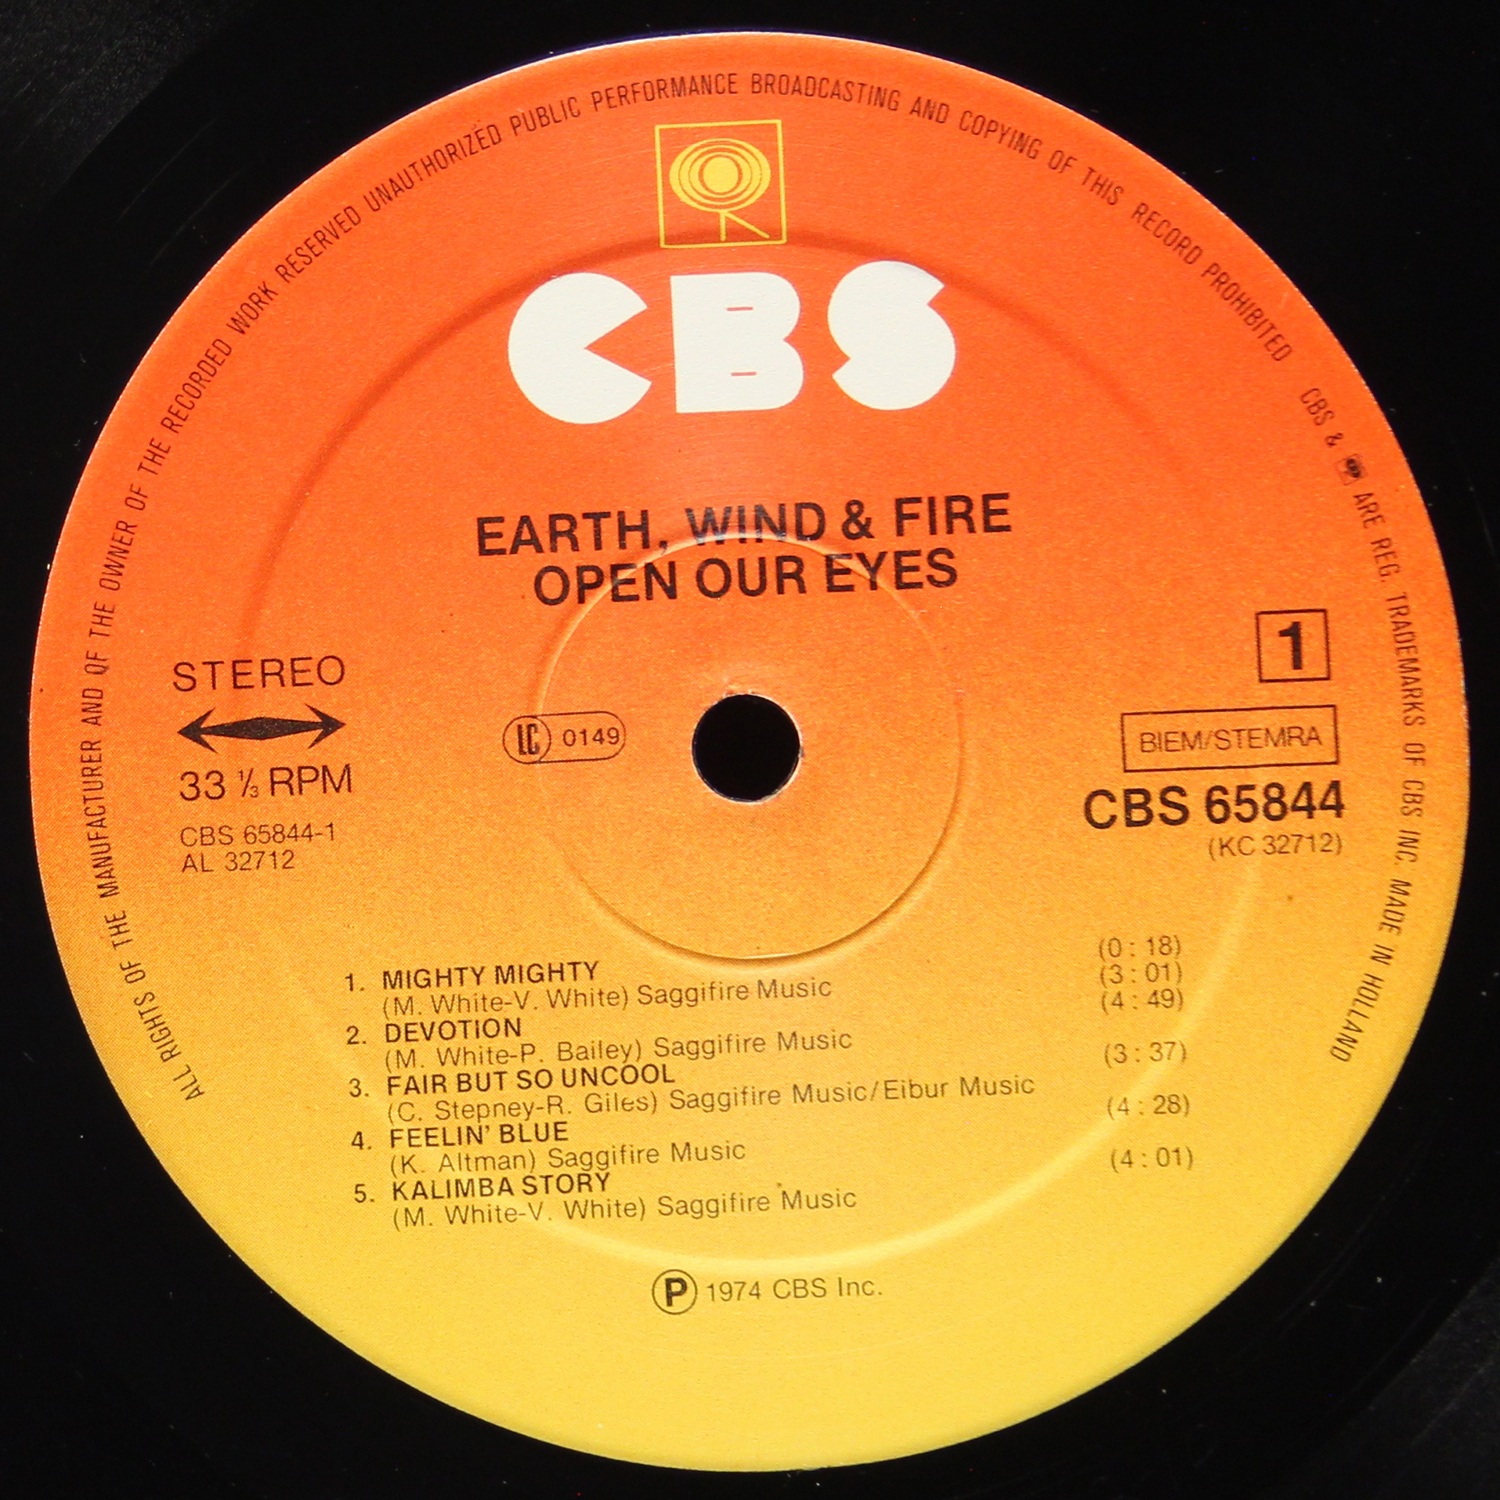 ALL RIGHTS OF THE MANUFACTURER AND OF THE OWNER OF THE RECORDED WORK RESERVED UNAUTHORIZED PUBLIC PERFORMANCE BROADCASTING AND COPYING OF THIS RECORD PROHIBITED CBS & ARE REG. TRADEMARKS OF CBS INC. MADE IN HOLLAND
CBS
EARTH, WIND & FIRE
OPEN OUR EYES
STEREO
33 ⅓ RPM
CBS 65844-1
AL 32712
LC 0149
1
BIEM/STEMRA
CBS 65844
(KC 32712)
(0 : 18)
1. MIGHTY MIGHTY (3 : 01)
(M. White-V. White) Saggifire Music (4 : 49)
2. DEVOTION
(M. White-P. Bailey) Saggifire Music (3 : 37)
3. FAIR BUT SO UNCOOL
(C. Stepney-R. Giles) Saggifire Music/Eibur Music (4 : 28)
4. FEELIN' BLUE
(K. Altman) Saggifire Music (4 : 01)
5. KALIMBA STORY
(M. White-V. White) Saggifire Music
Ⓟ 1974 CBS Inc.